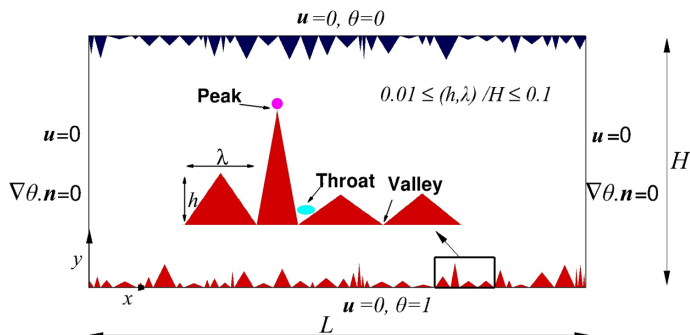 u=0, θ=0
Peak
0.01 ≤ (h,λ) /H ≤ 0.1
u=0
λ
u=0
H
Throat
Valley
∇θ.n=0
h
∇θ.n=0
y
x
u=0, θ=1
L